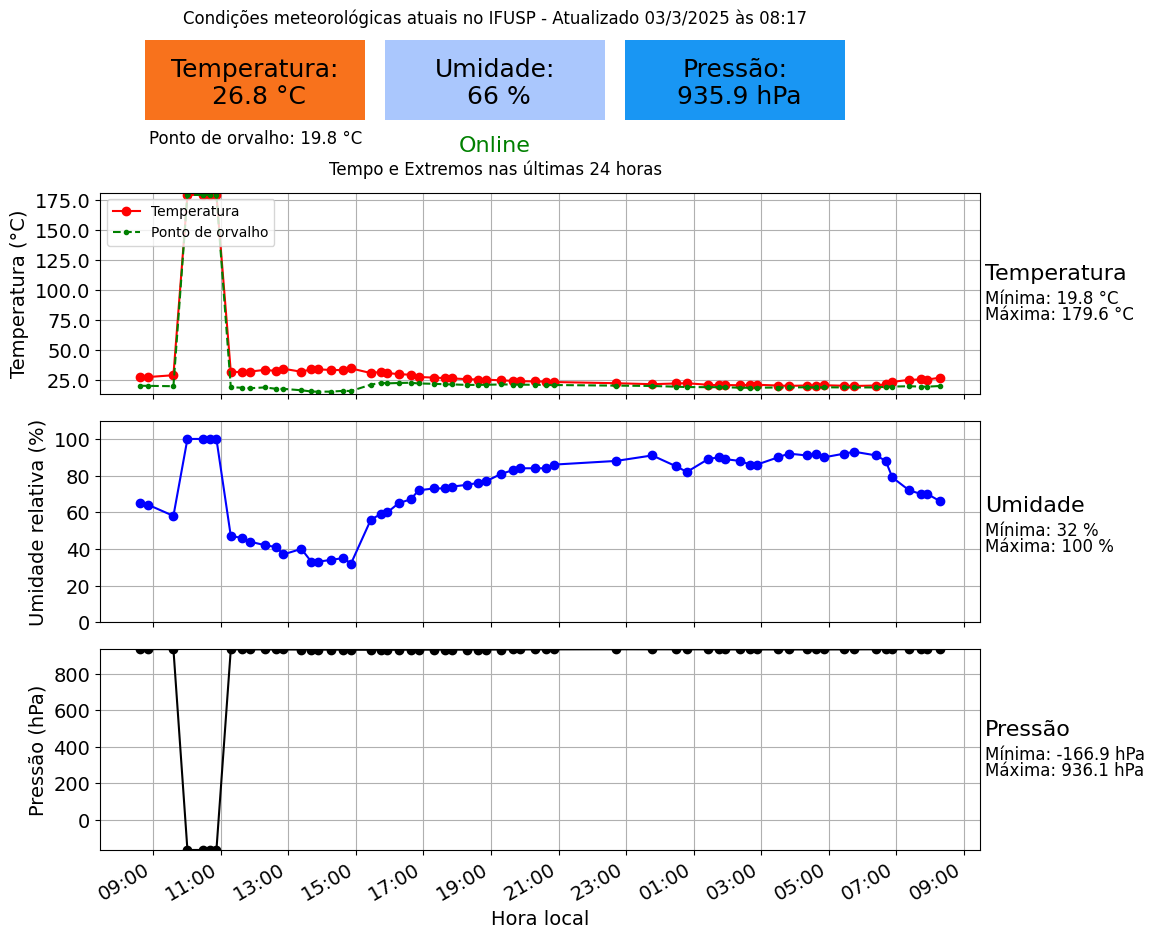 Condições meteorológicas atuais no IFUSP - Atualizado 03/3/2025 às 08:17
Temperatura:
26.8 °C
Umidade:
66 %
Pressão:
935.9 hPa
Ponto de orvalho: 19.8 °C
Online
Tempo e Extremos nas últimas 24 horas
Temperatura (°C)
175.0
150.0
125.0
100.0
75.0
50.0
25.0
Temperatura
Ponto de orvalho
Temperatura
Mínima: 19.8 °C
Máxima: 179.6 °C
Umidade relativa (%)
100
80
60
40
20
0
Umidade
Mínima: 32 %
Máxima: 100 %
Pressão (hPa)
800
600
400
200
0
Pressão
Mínima: -166.9 hPa
Máxima: 936.1 hPa
09:00 11:00 13:00 15:00 17:00 19:00 21:00 23:00 01:00 03:00 05:00 07:00 09:00
Hora local